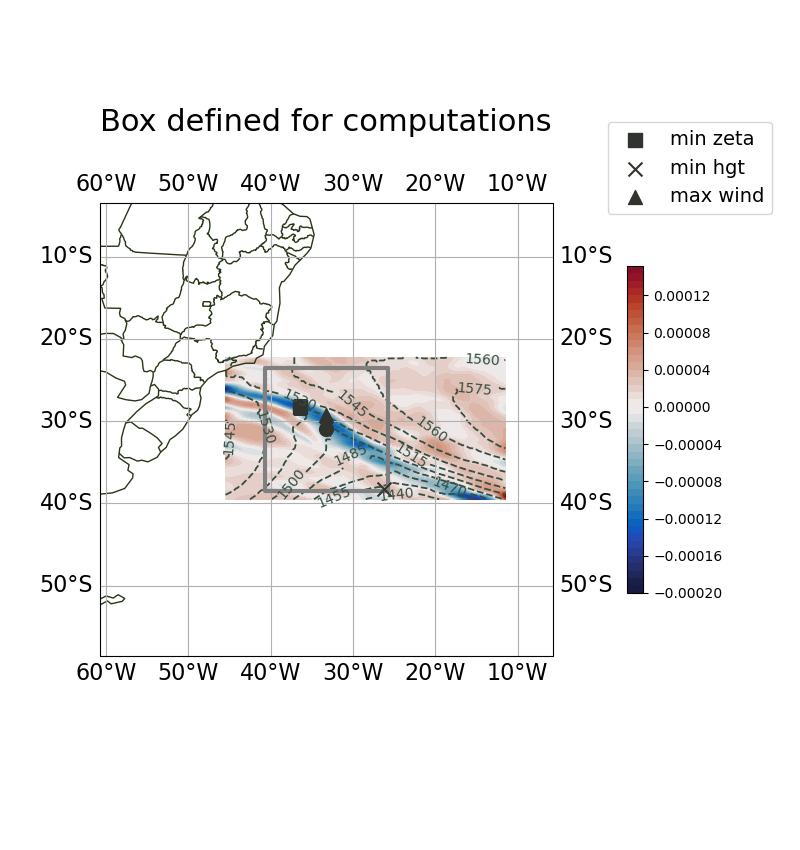 Box defined for computations
min zeta
min hgt
max wind
60°W 50°W 40°W 30°W 20°W 10°W
10°S 10°S
20°S 20°S
30°S 30°S
40°S 40°S
50°S 50°S
60°W 50°W 40°W 30°W 20°W 10°W
1560
1575
1520
1545
1560
1545
1530
1515
1485
1500
1470
1455
1440
0.00012
0.00008
0.00004
0.00000
−0.00004
−0.00008
−0.00012
−0.00016
−0.00020